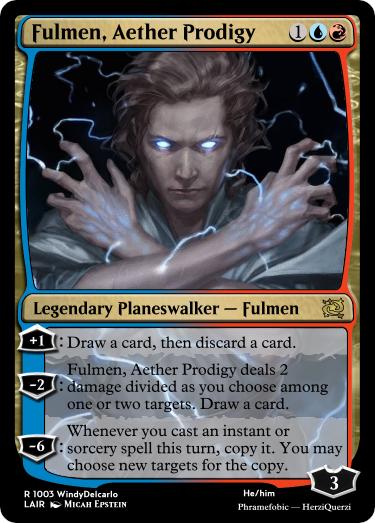 Fulmen, Aether Prodigy 1
Legendary Planeswalker — Fulmen
+1: Draw a card, then discard a card.
Fulmen, Aether Prodigy deals 2
-2: damage divided as you choose among
one or two targets. Draw a card.
Whenever you cast an instant or
-6: sorcery spell this turn, copy it. You may
choose new targets for the copy.
3
R 1003 WindyDelcarlo He/him
LAIR MICAH EPSTEIN Phramefobic — HerziQuerzi